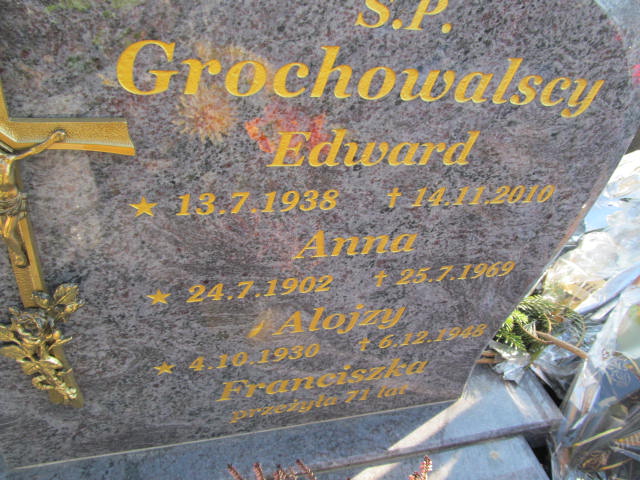 S.P.
Grochowalscy
Edward
★ 13.7.1938 † 14.11.2010
Anna
★ 24.7.1902 † 25.7.1969
Alojzy
★ 4.10.1930 † 6.12.1948
Franciszka
przeżyła 71 lat